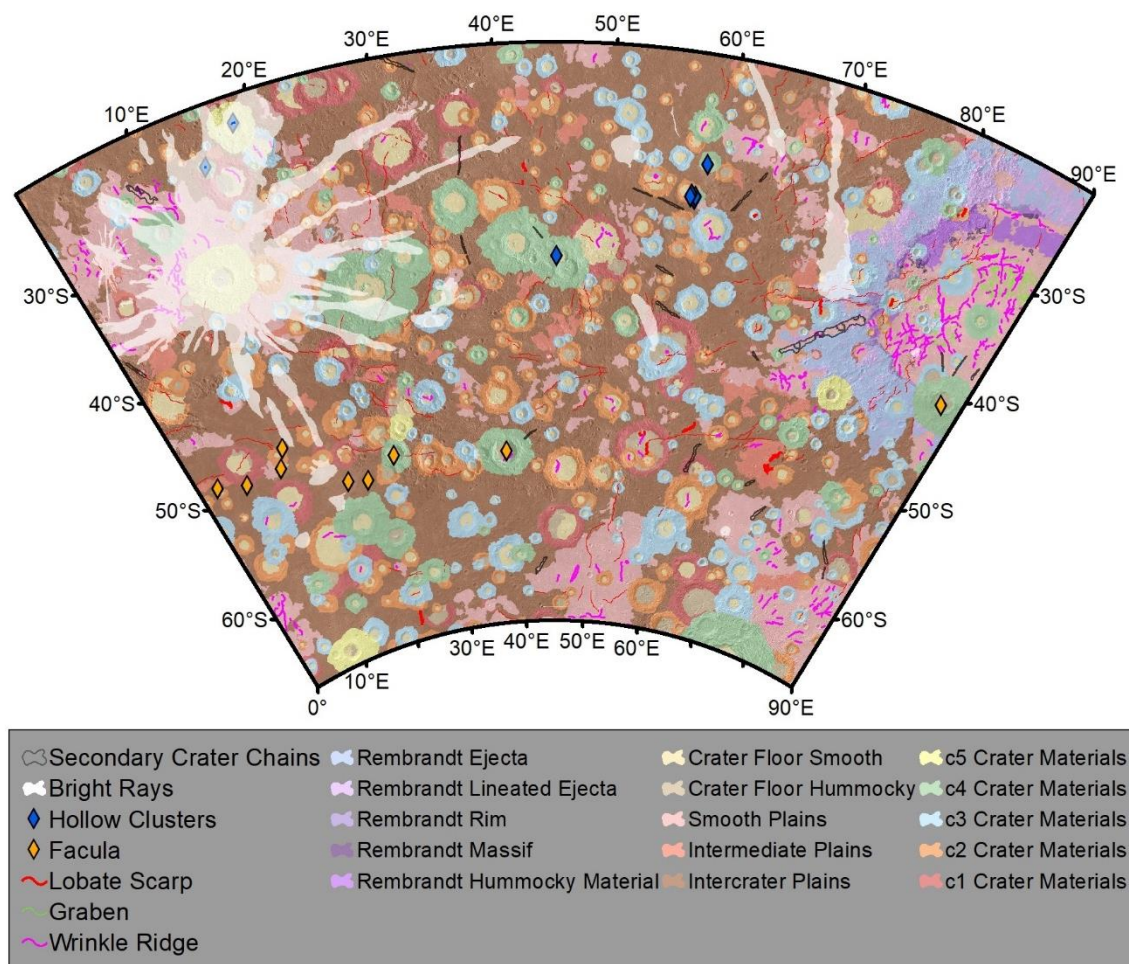 40°E
50°E
30°E
60°E
20°E
70°E
10°E
80°E
90°E
30°S
30°S
40°S
40°S
50°S
50°S
60°S
60°S
30°E
40°E
50°E
60°E
10°E
0°
90°E
Secondary Crater Chains
Bright Rays
Hollow Clusters
Facula
Lobate Scarp
Graben
Wrinkle Ridge
Rembrandt Ejecta
Rembrandt Lineated Ejecta
Rembrandt Rim
Rembrandt Massif
Rembrandt Hummocky Material
Crater Floor Smooth
Crater Floor Hummocky
Smooth Plains
Intermediate Plains
Intercrater Plains
c5 Crater Materials
c4 Crater Materials
c3 Crater Materials
c2 Crater Materials
c1 Crater Materials